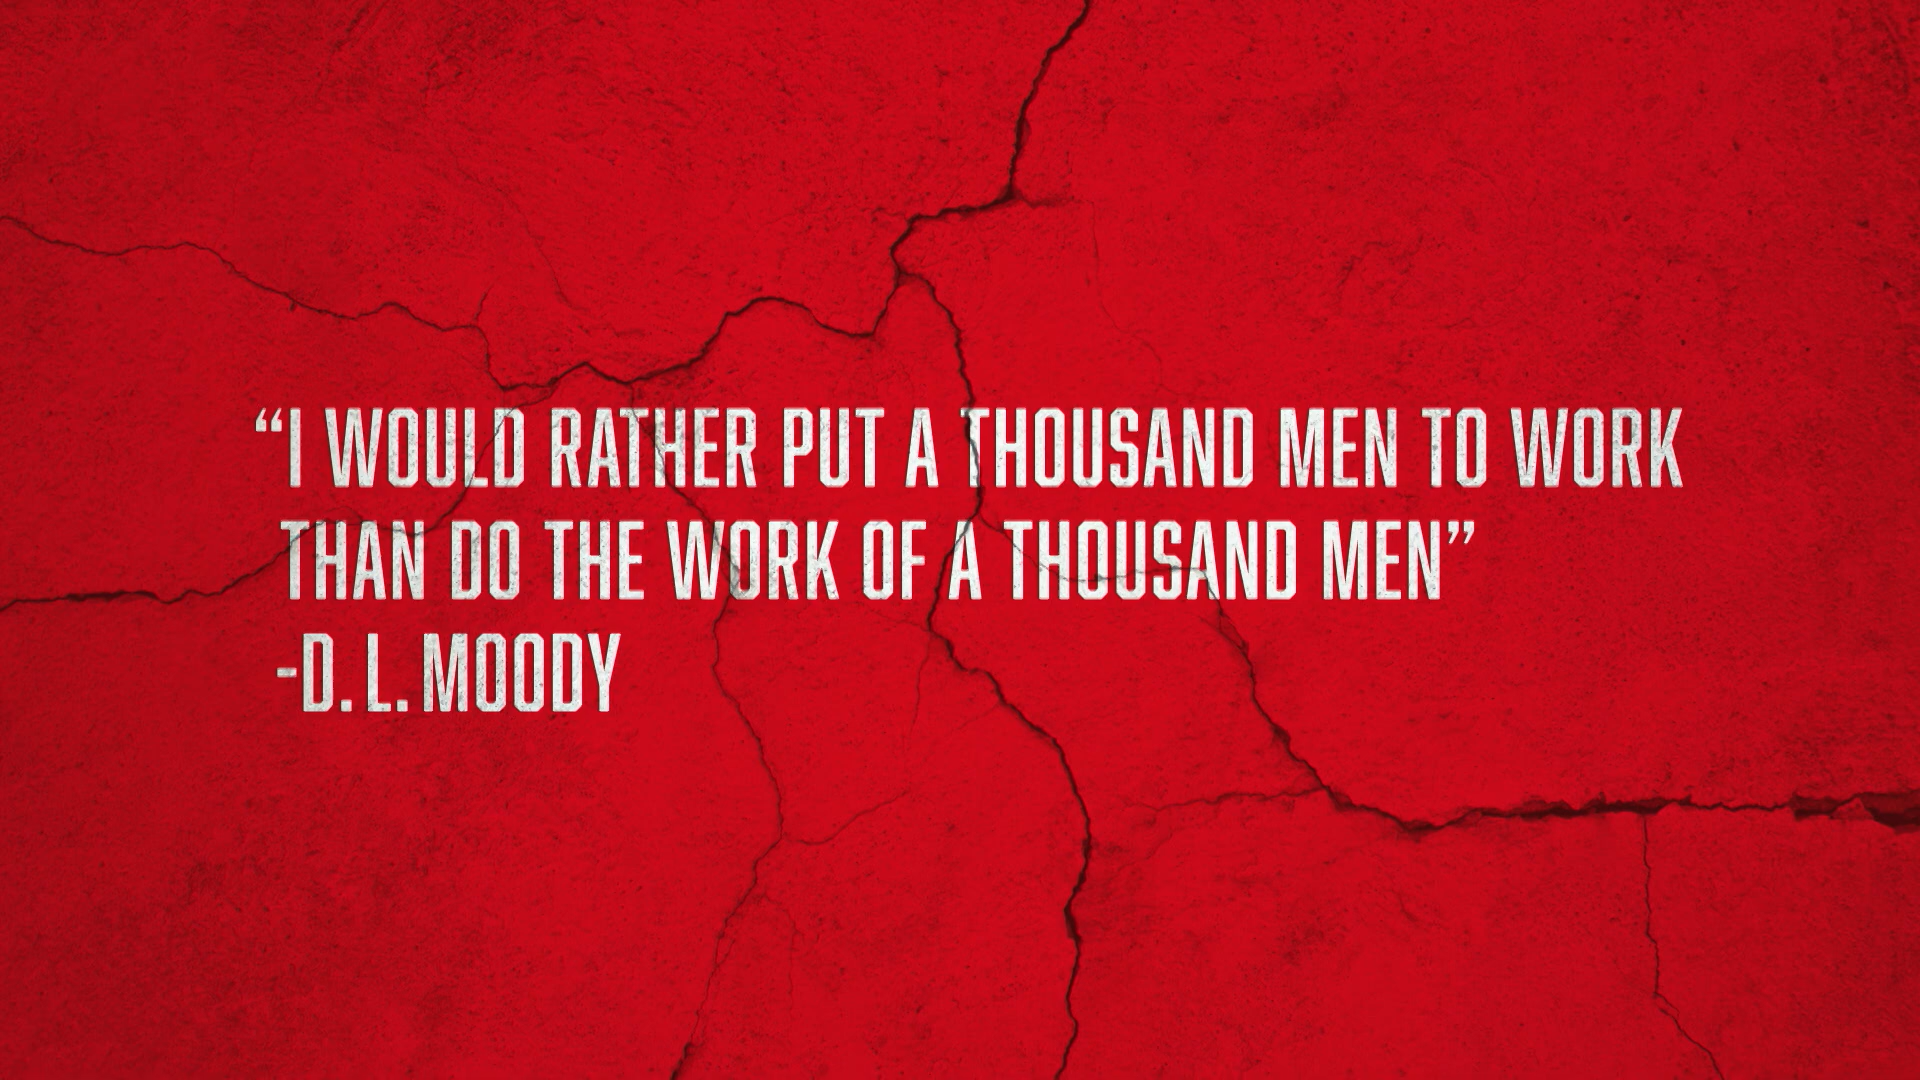 “I WOULD RATHER PUT A THOUSAND MEN TO WORK
THAN DO THE WORK OF A THOUSAND MEN”
-D. L. MOODY